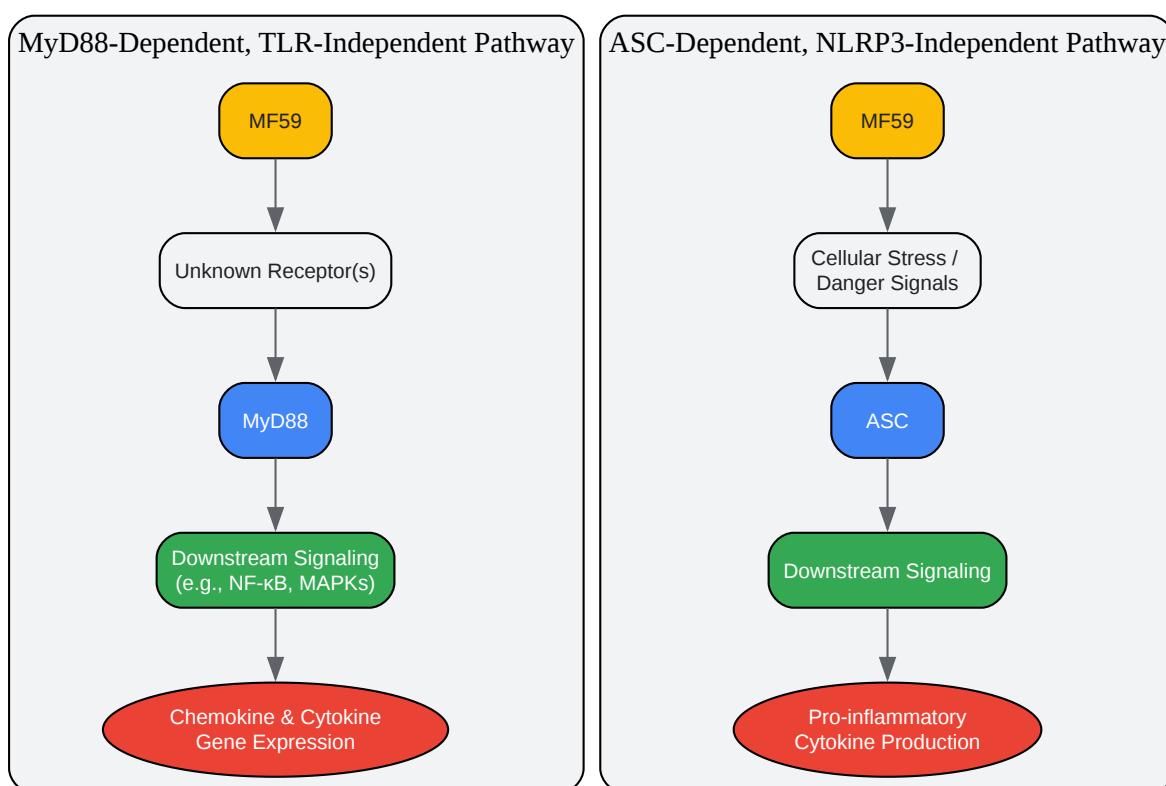 MyD88-Dependent, TLR-Independent Pathway
MF59
Unknown Receptor(s)
MyD88
Downstream Signaling
(e.g., NF-κB, MAPKs)
Chemokine & Cytokine
Gene Expression
ASC-Dependent, NLRP3-Independent Pathway
MF59
Cellular Stress /
Danger Signals
ASC
Downstream Signaling
Pro-inflammatory
Cytokine Production